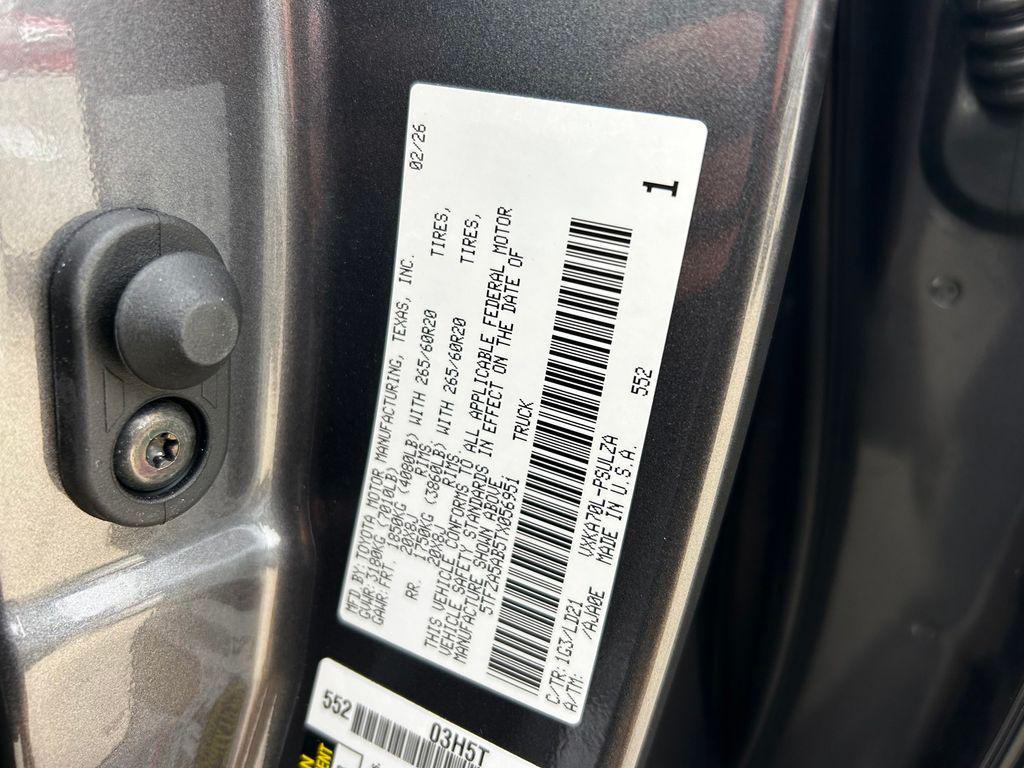 MFD BY: TOYOTA MOTOR MANUFACTURING, TEXAS, INC. 02/26
GVWR: 3180KG (7010LB)
GAWR: FRT. 1850KG (4080LB) WITH 265/60R20 TIRES,
20X8J RIMS,
RR. 1750KG (3860LB) WITH 265/60R20 TIRES,
20X8J RIMS.
THIS VEHICLE CONFORMS TO ALL APPLICABLE FEDERAL MOTOR
VEHICLE SAFETY STANDARDS IN EFFECT ON THE DATE OF
MANUFACTURE SHOWN ABOVE.
5TFZA5AB5TX056951 TRUCK
C/TR: 1G3/LD21 VXKA70L-PSULZA 552
A/TM: /AJA0E MADE IN U.S.A.
1
552
03H5T